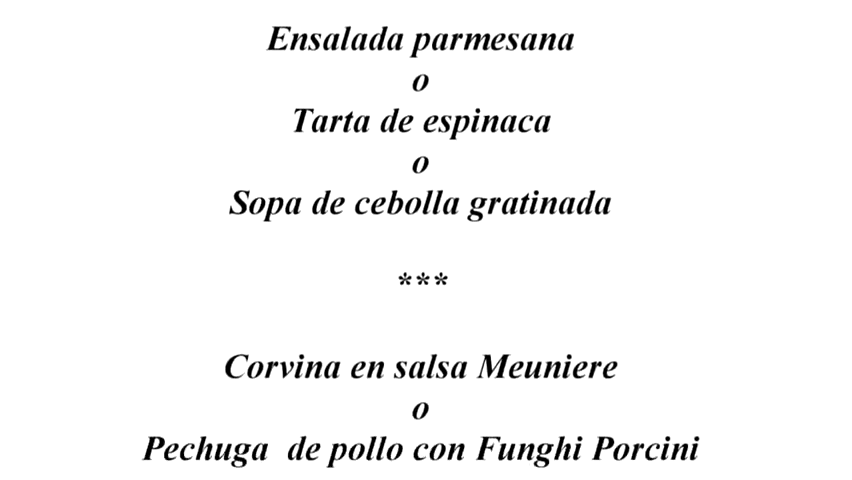 Ensalada parmesana
o
Tarta de espinaca
o
Sopa de cebolla gratinada
***
Corvina en salsa Meuniere
o
Pechuga  de pollo con Funghi Porcini